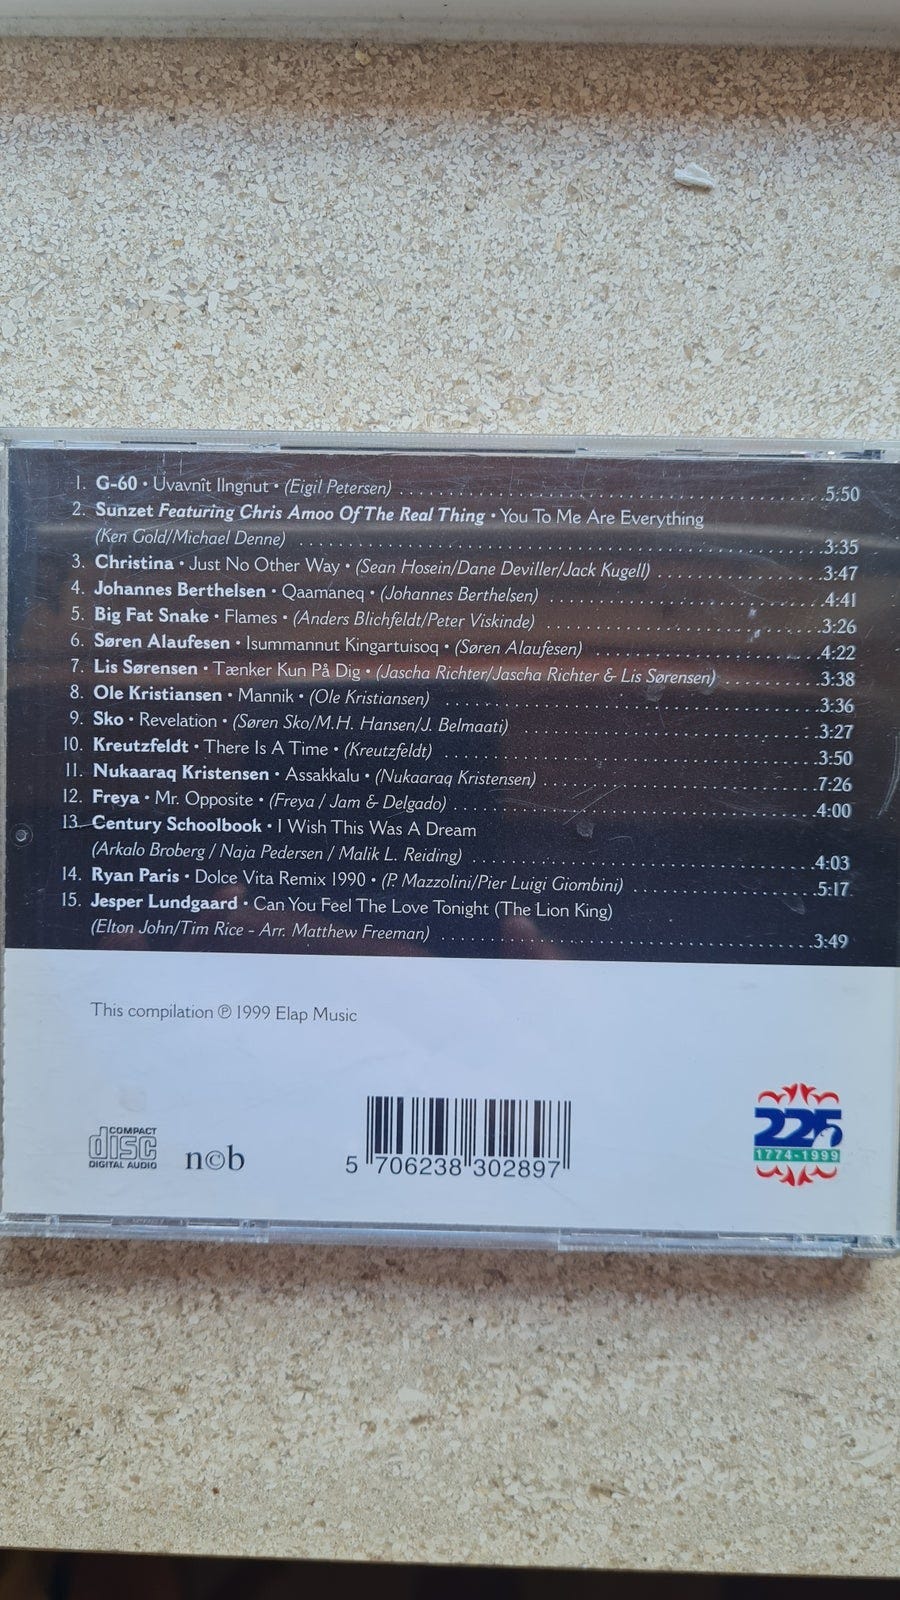 1. G-60 • Uvavnît Ilngnut • (Eigil Petersen) 5:50
2. Sunzet Featuring Chris Amoo Of The Real Thing • You To Me Are Everything
(Ken Gold/Michael Denne) 3:35
3. Christina • Just No Other Way • (Sean Hosein/Dane Deviller/Jack Kugell) 3:47
4. Johannes Berthelsen • Qaamaneq • (Johannes Berthelsen) 4:41
5. Big Fat Snake • Flames • (Anders Blichfeldt/Peter Viskinde) 3:26
6. Søren Alaufesen • Isummannut Kingartuisoq • (Søren Alaufesen) 4:22
7. Lis Sørensen • Tænker Kun På Dig • (Jascha Richter/Jascha Richter & Lis Sørensen) 3:38
8. Ole Kristiansen • Mannik • (Ole Kristiansen) 3:36
9. Sko • Revelation • (Søren Sko/M.H. Hansen/J. Belmaati) 3:27
10. Kreutzfeldt • There Is A Time • (Kreutzfeldt) 3:50
11. Nukaaraq Kristensen • Assakkalu • (Nukaaraq Kristensen) 7:26
12. Freya • Mr. Opposite • (Freya / Jam & Delgado) 4:00
13. Century Schoolbook • I Wish This Was A Dream
(Arkalo Broberg / Naja Pedersen / Malik L. Reiding) 4:03
14. Ryan Paris • Dolce Vita Remix 1990 • (P. Mazzolini/Pier Luigi Giombini) 5:17
15. Jesper Lundgaard • Can You Feel The Love Tonight (The Lion King)
(Elton John/Tim Rice - Arr. Matthew Freeman) 3:49
This compilation ℗ 1999 Elap Music
COMPACT
disc
DIGITAL AUDIO
n©b
5 706238 302897
225
1774-1999